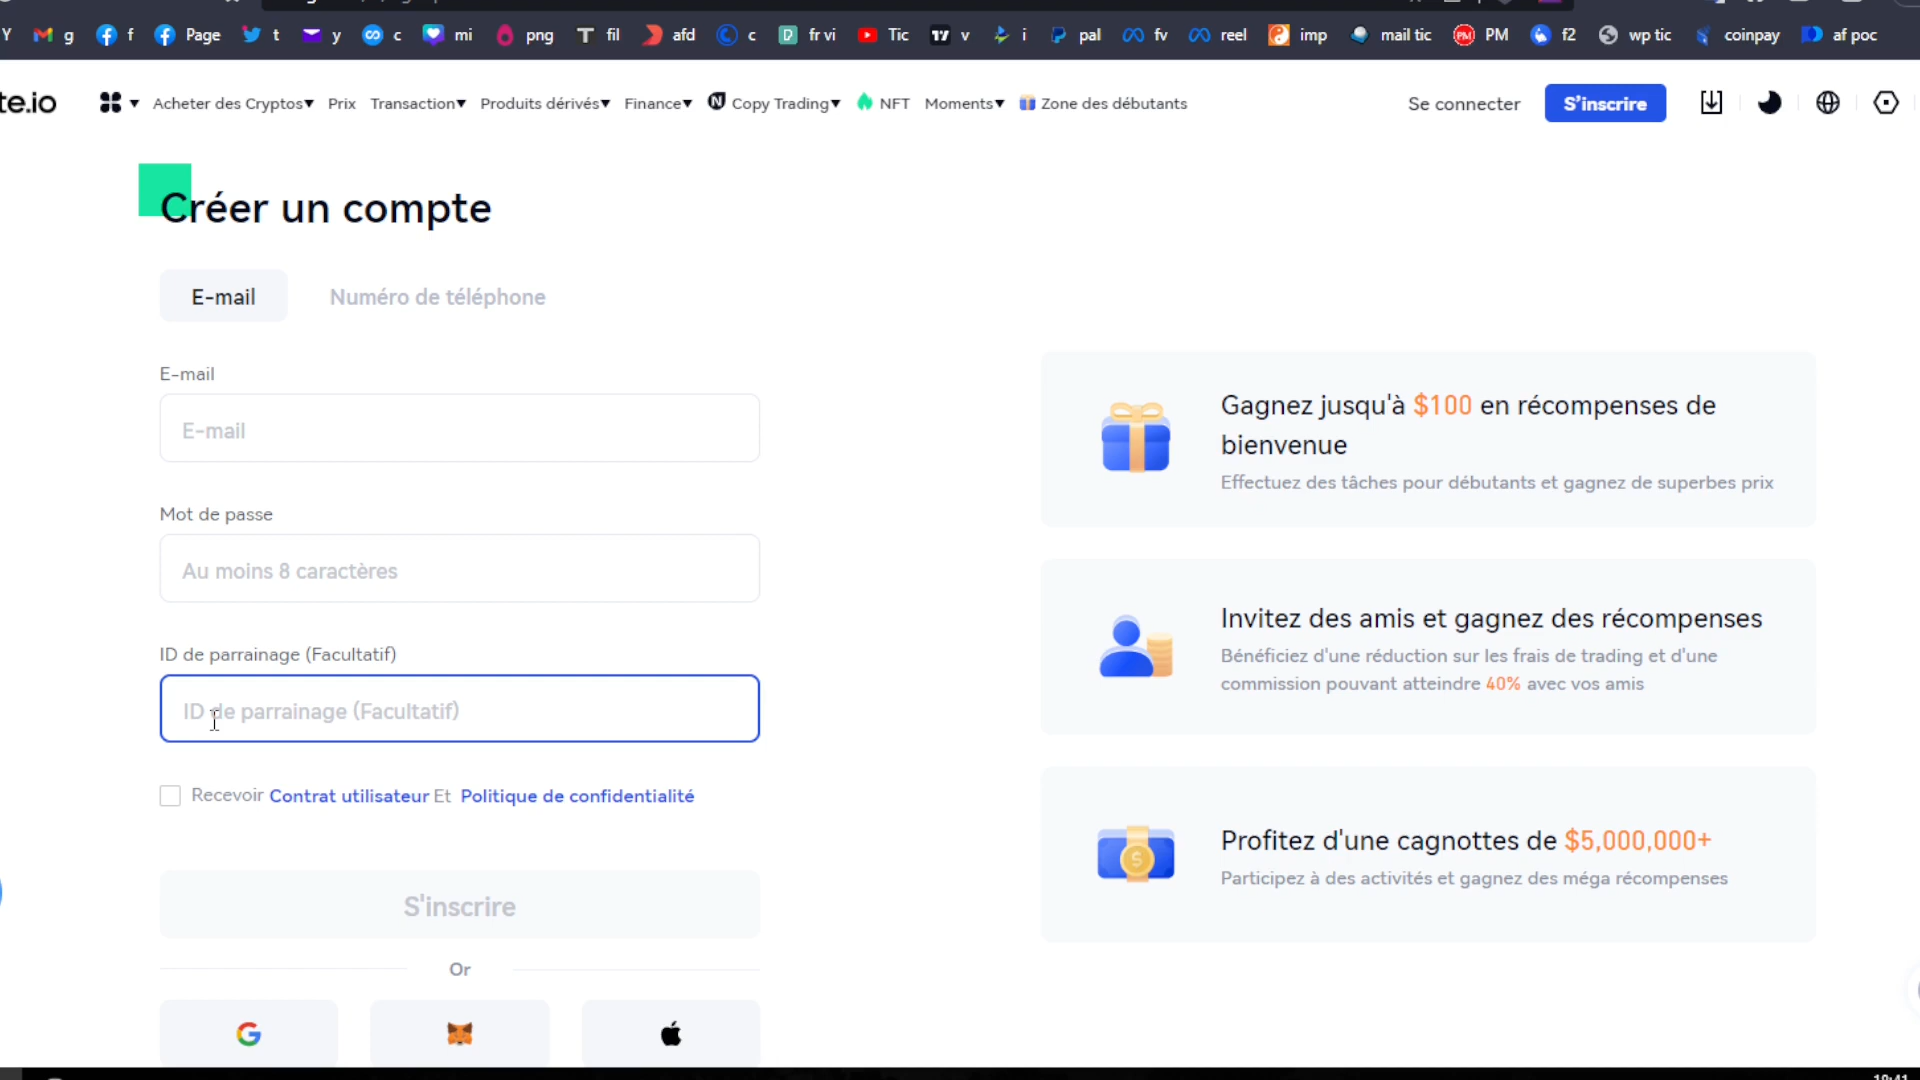 Y g f Page t y c mi png fil afd c fr vi Tic v i pal fv reel imp mail tic PM f2 wp tic coinpay af poc
te.io Acheter des Cryptos▼ Prix Transaction▼ Produits dérivés▼ Finance▼ Copy Trading▼ NFT Moments▼ Zone des débutants Se connecter S'inscrire
Créer un compte
E-mail Numéro de téléphone
E-mail
E-mail
Mot de passe
Au moins 8 caractères
ID de parrainage (Facultatif)
ID de parrainage (Facultatif)
Recevoir Contrat utilisateur Et Politique de confidentialité
S'inscrire
Or
Gagnez jusqu'à $100 en récompenses de
bienvenue
Effectuez des tâches pour débutants et gagnez de superbes prix
Invitez des amis et gagnez des récompenses
Bénéficiez d'une réduction sur les frais de trading et d'une
commission pouvant atteindre 40% avec vos amis
Profitez d'une cagnottes de $5,000,000+
Participez à des activités et gagnez des méga récompenses